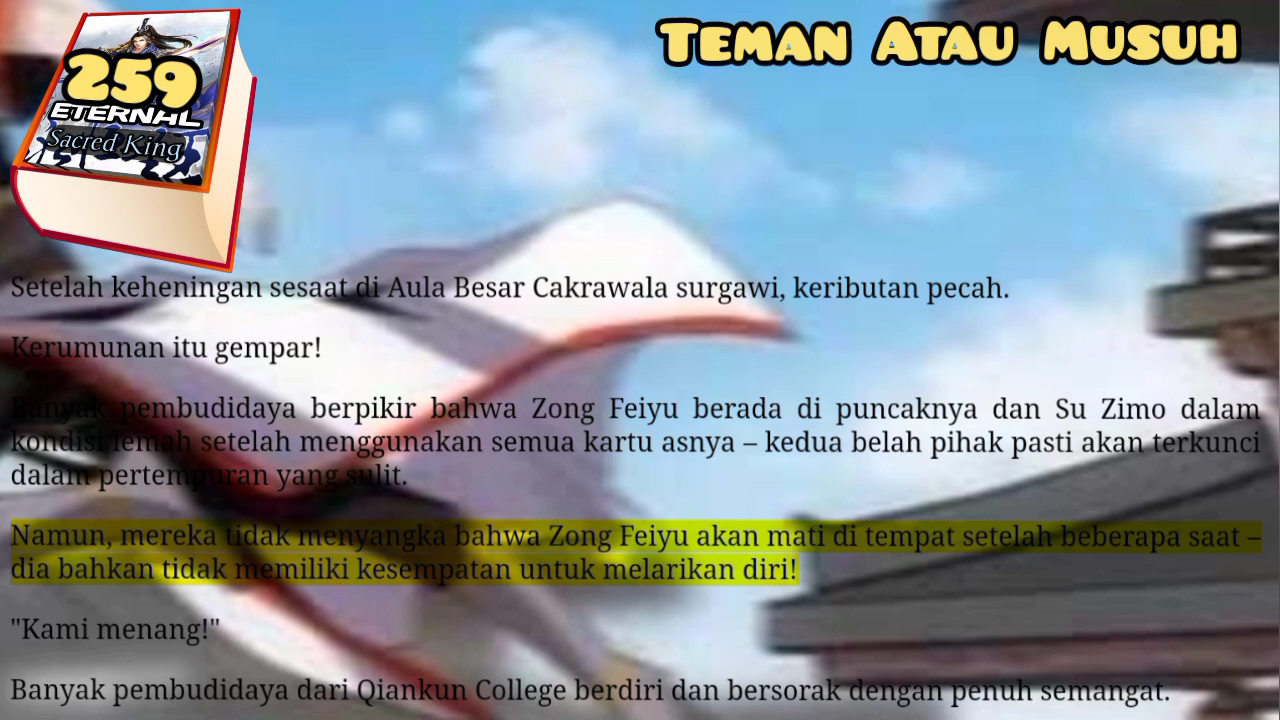 259
ETERNAL
Sacred King
Teman Atau Musuh
Setelah keheningan sesaat di Aula Besar Cakrawala surgawi, keributan pecah.
Kerumunan itu gempar!
Banyak pembudidaya berpikir bahwa Zong Feiyu berada di puncaknya dan Su Zimo dalam
kondisi lemah setelah menggunakan semua kartu asnya – kedua belah pihak pasti akan terkunci
dalam pertempuran yang sulit.
Namun, mereka tidak menyangka bahwa Zong Feiyu akan mati di tempat setelah beberapa saat –
dia bahkan tidak memiliki kesempatan untuk melarikan diri!
"Kami menang!"
Banyak pembudidaya dari Qiankun College berdiri dan bersorak dengan penuh semangat.